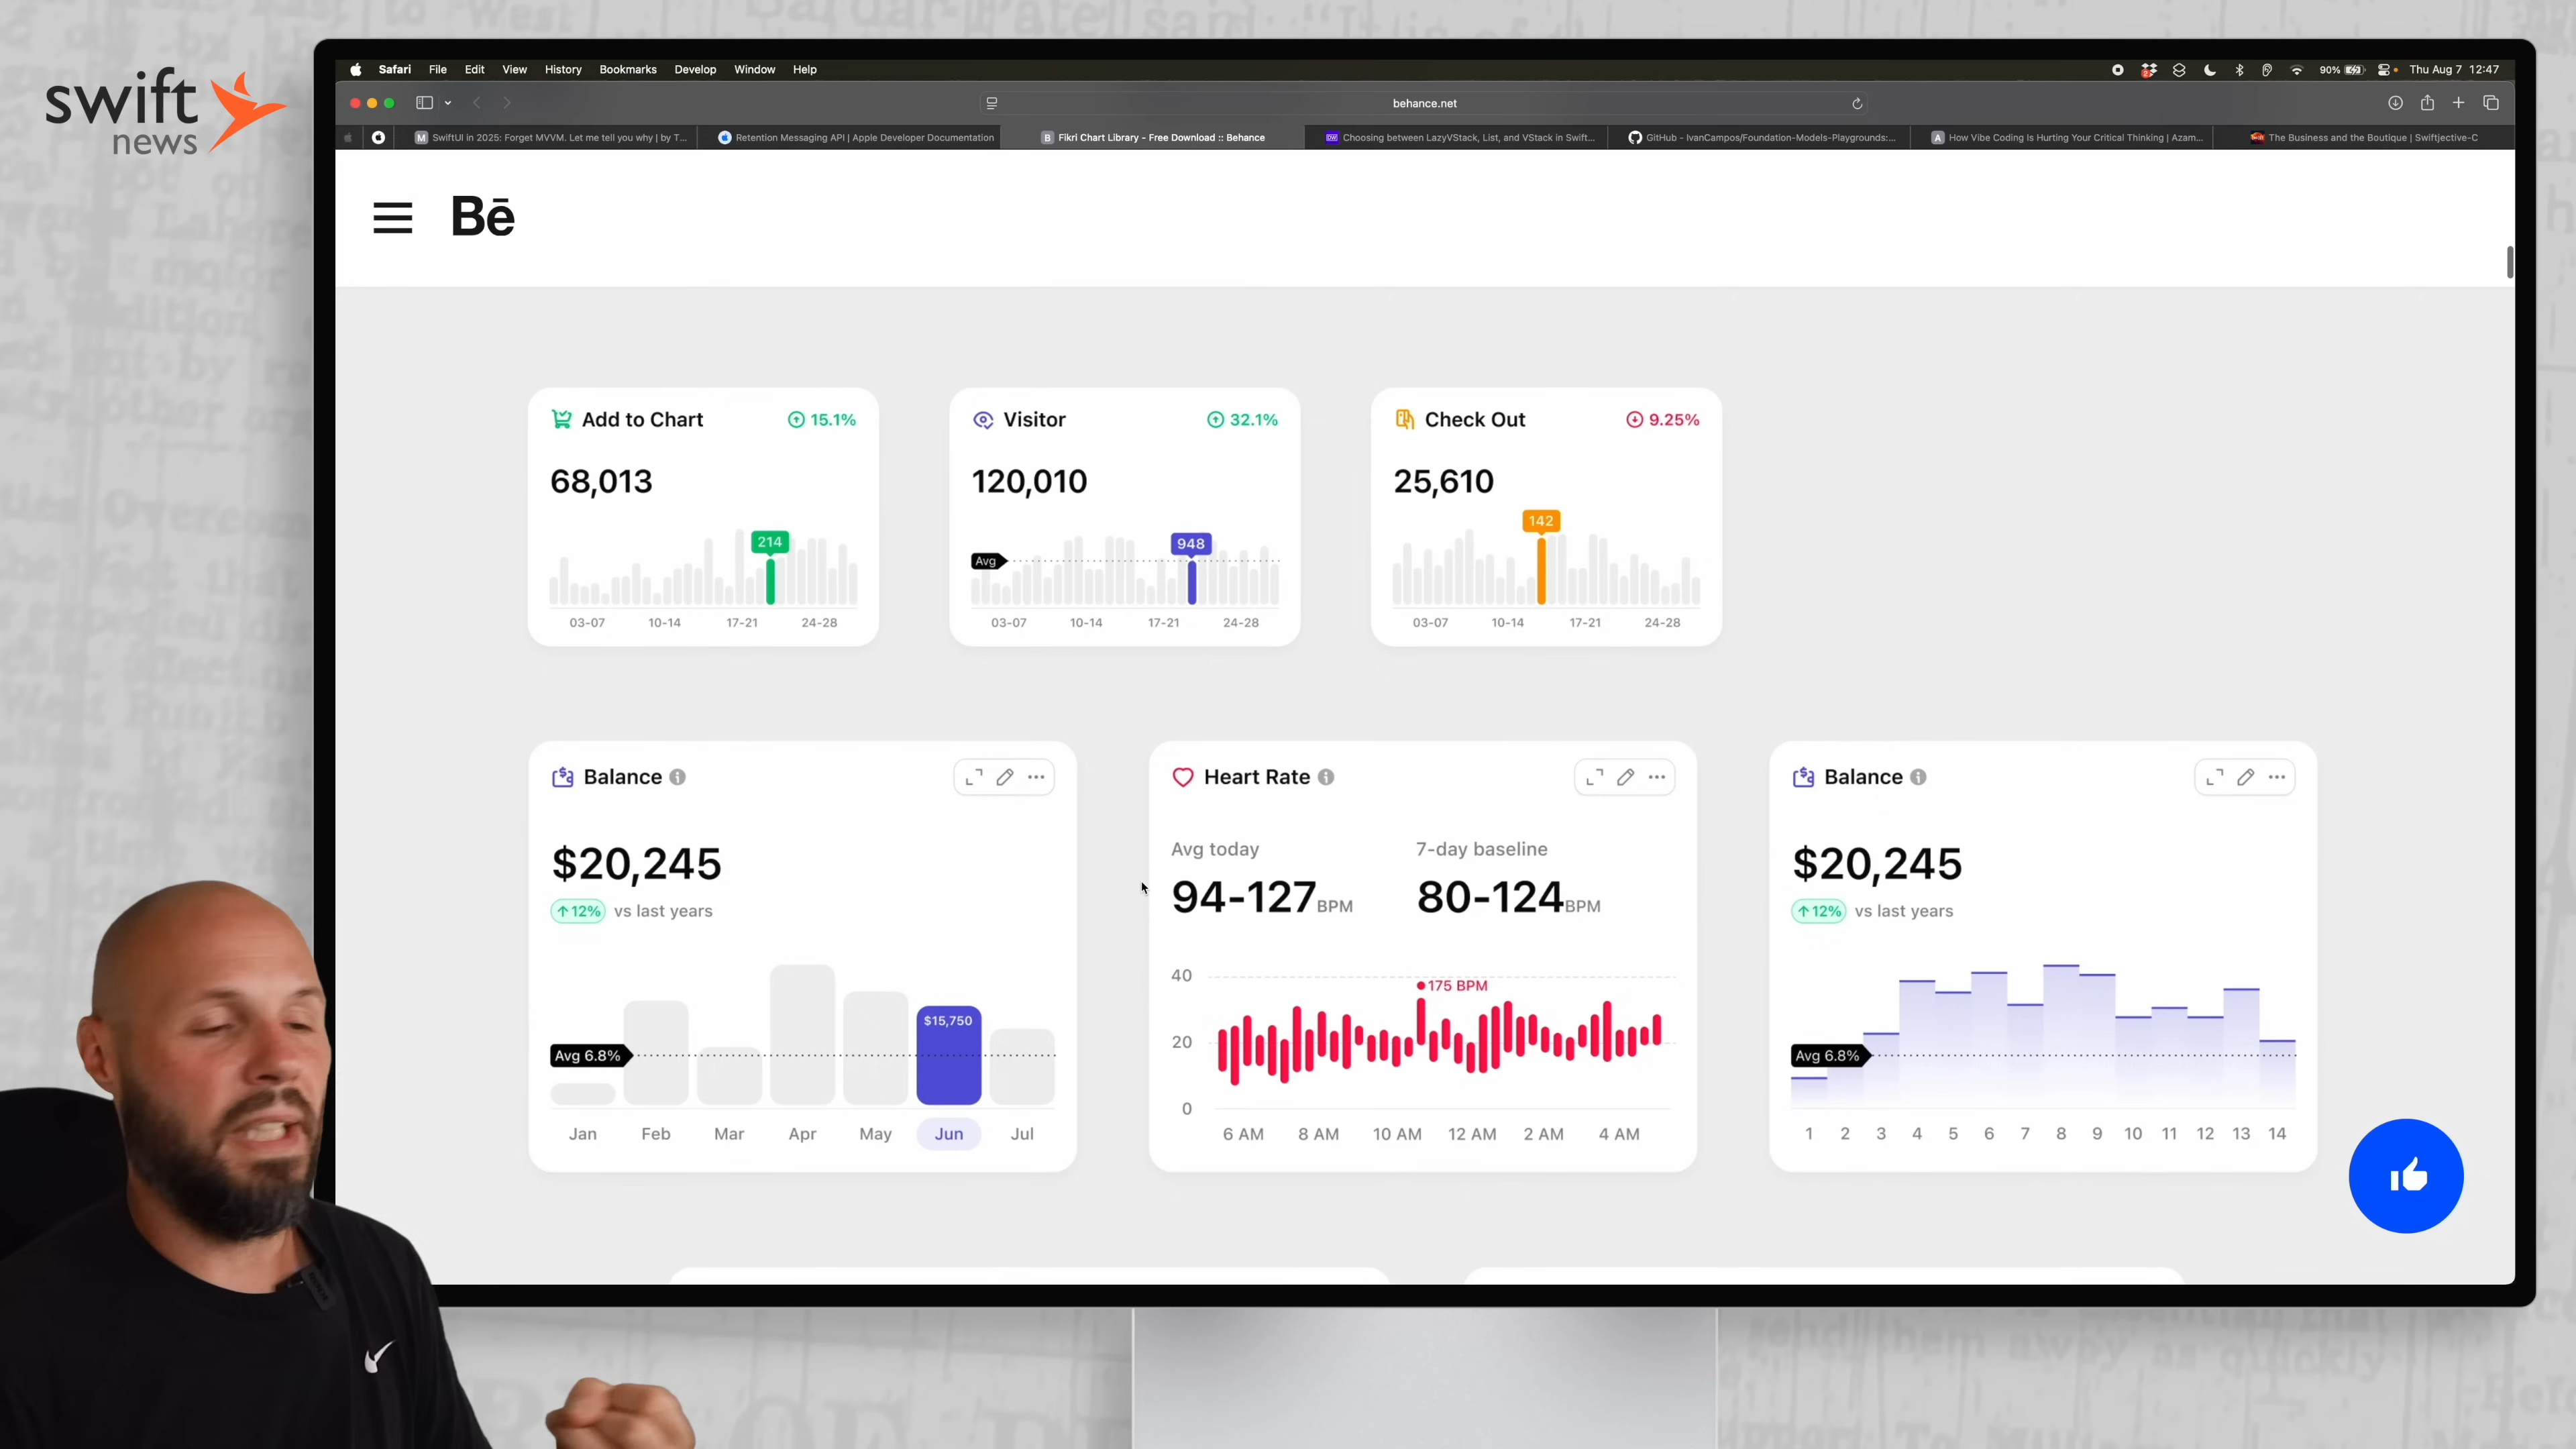 swift
news
Safari File Edit View History Bookmarks Develop Window Help
90% Thu Aug 7 12:47
behance.net
SwiftUI in 2025: Forget MVVM. Let me tell you why | by T...
Retention Messaging API | Apple Developer Documentation
Fikri Chart Library - Free Download :: Behance
Choosing between LazyVStack, List, and VStack in Swift...
GitHub - IvanCampos/Foundation-Models-Playgrounds:...
How Vibe Coding Is Hurting Your Critical Thinking | Azam...
The Business and the Boutique | Swiftjective-C
Bē
Add to Chart 15.1%
68,013
214
03-07 10-14 17-21 24-28
Visitor 32.1%
120,010
948
Avg
03-07 10-14 17-21 24-28
Check Out 9.25%
25,610
142
03-07 10-14 17-21 24-28
Balance
$20,245
12% vs last years
$15,750
Avg 6.8%
Jan Feb Mar Apr May Jun Jul
Heart Rate
Avg today 7-day baseline
94-127 BPM 80-124 BPM
40
175 BPM
20
0
6 AM 8 AM 10 AM 12 AM 2 AM 4 AM
Balance
$20,245
12% vs last years
Avg 6.8%
1 2 3 4 5 6 7 8 9 10 11 12 13 14